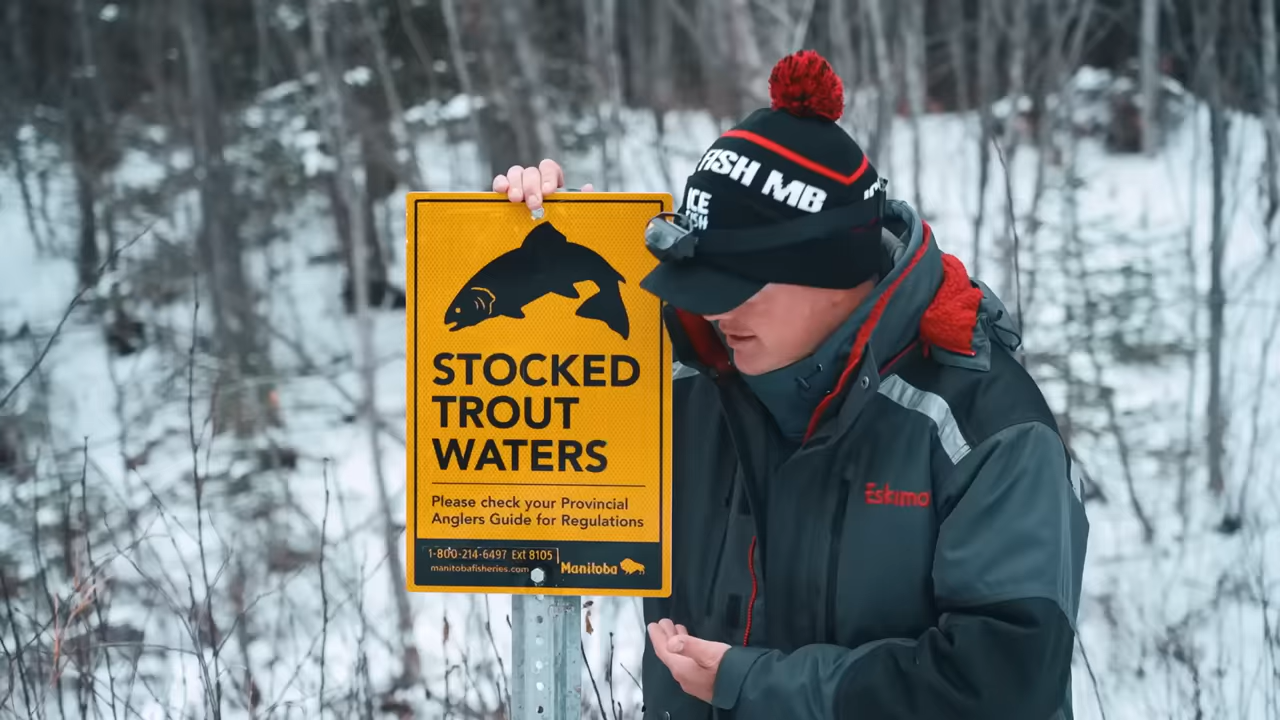 FISH MB
ICE
FISH
STOCKED
TROUT
WATERS
Please check your Provincial
Anglers Guide for Regulations
1-800-214-6497 Ext 8105
manitobafisheries.com
Manitoba
Eskimo